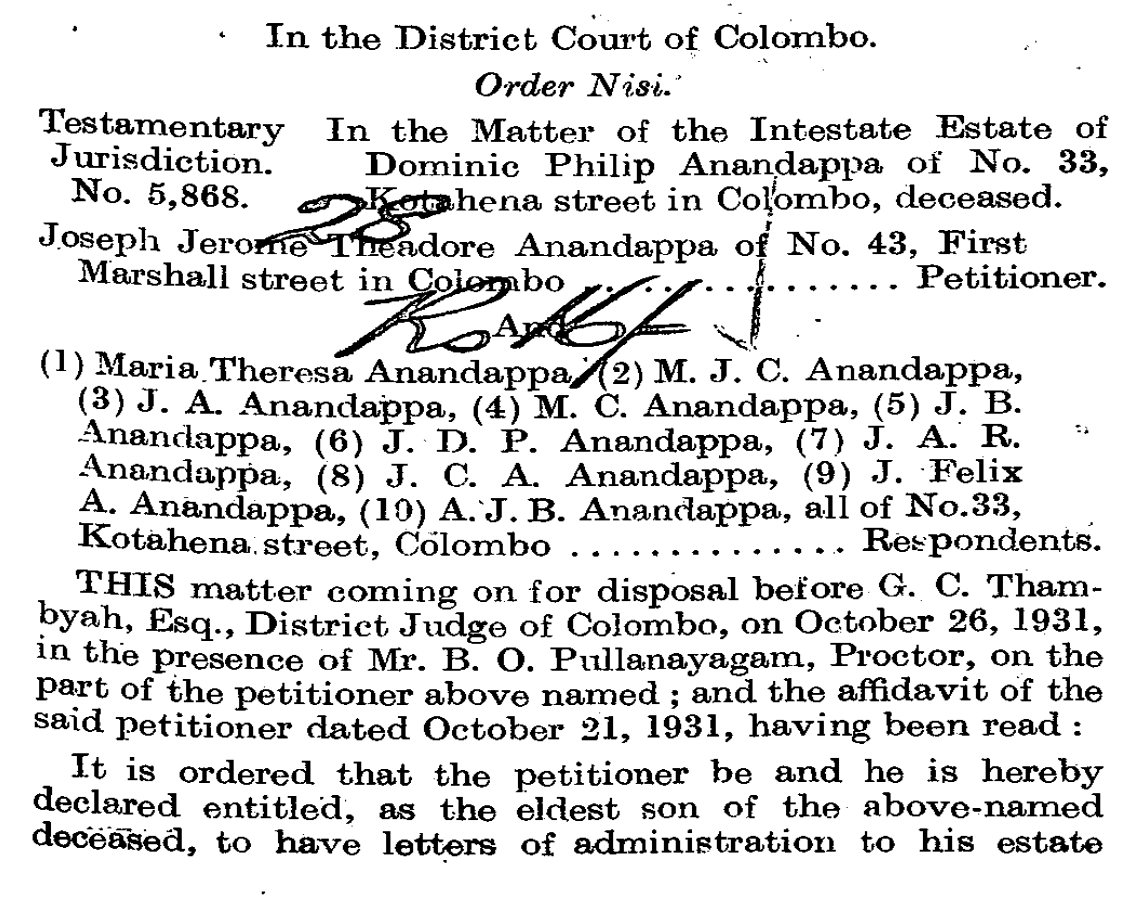 In the District Court of Colombo.
Order Nisi.
Testamentary In the Matter of the Intestate Estate of
Jurisdiction. Dominic Philip Anandappa of No. 33,
No. 5,868. Kotahena street in Colombo, deceased.
Joseph Jerome Theadore Anandappa of No. 43, First
Marshall street in Colombo .................. Petitioner.
And
(1) Maria Theresa Anandappa, (2) M. J. C. Anandappa,
(3) J. A. Anandappa, (4) M. C. Anandappa, (5) J. B.
Anandappa, (6) J. D. P. Anandappa, (7) J. A. R.
Anandappa, (8) J. C. A. Anandappa, (9) J. Felix
A. Anandappa, (10) A. J. B. Anandappa, all of No.33,
Kotahena street, Colombo ............... Respondents.
THIS matter coming on for disposal before G. C. Tham-
byah, Esq., District Judge of Colombo, on October 26, 1931,
in the presence of Mr. B. O. Pullanayagam, Proctor, on the
part of the petitioner above named ; and the affidavit of the
said petitioner dated October 21, 1931, having been read :
It is ordered that the petitioner be and he is hereby
declared entitled, as the eldest son of the above-named
deceased, to have letters of administration to his estate